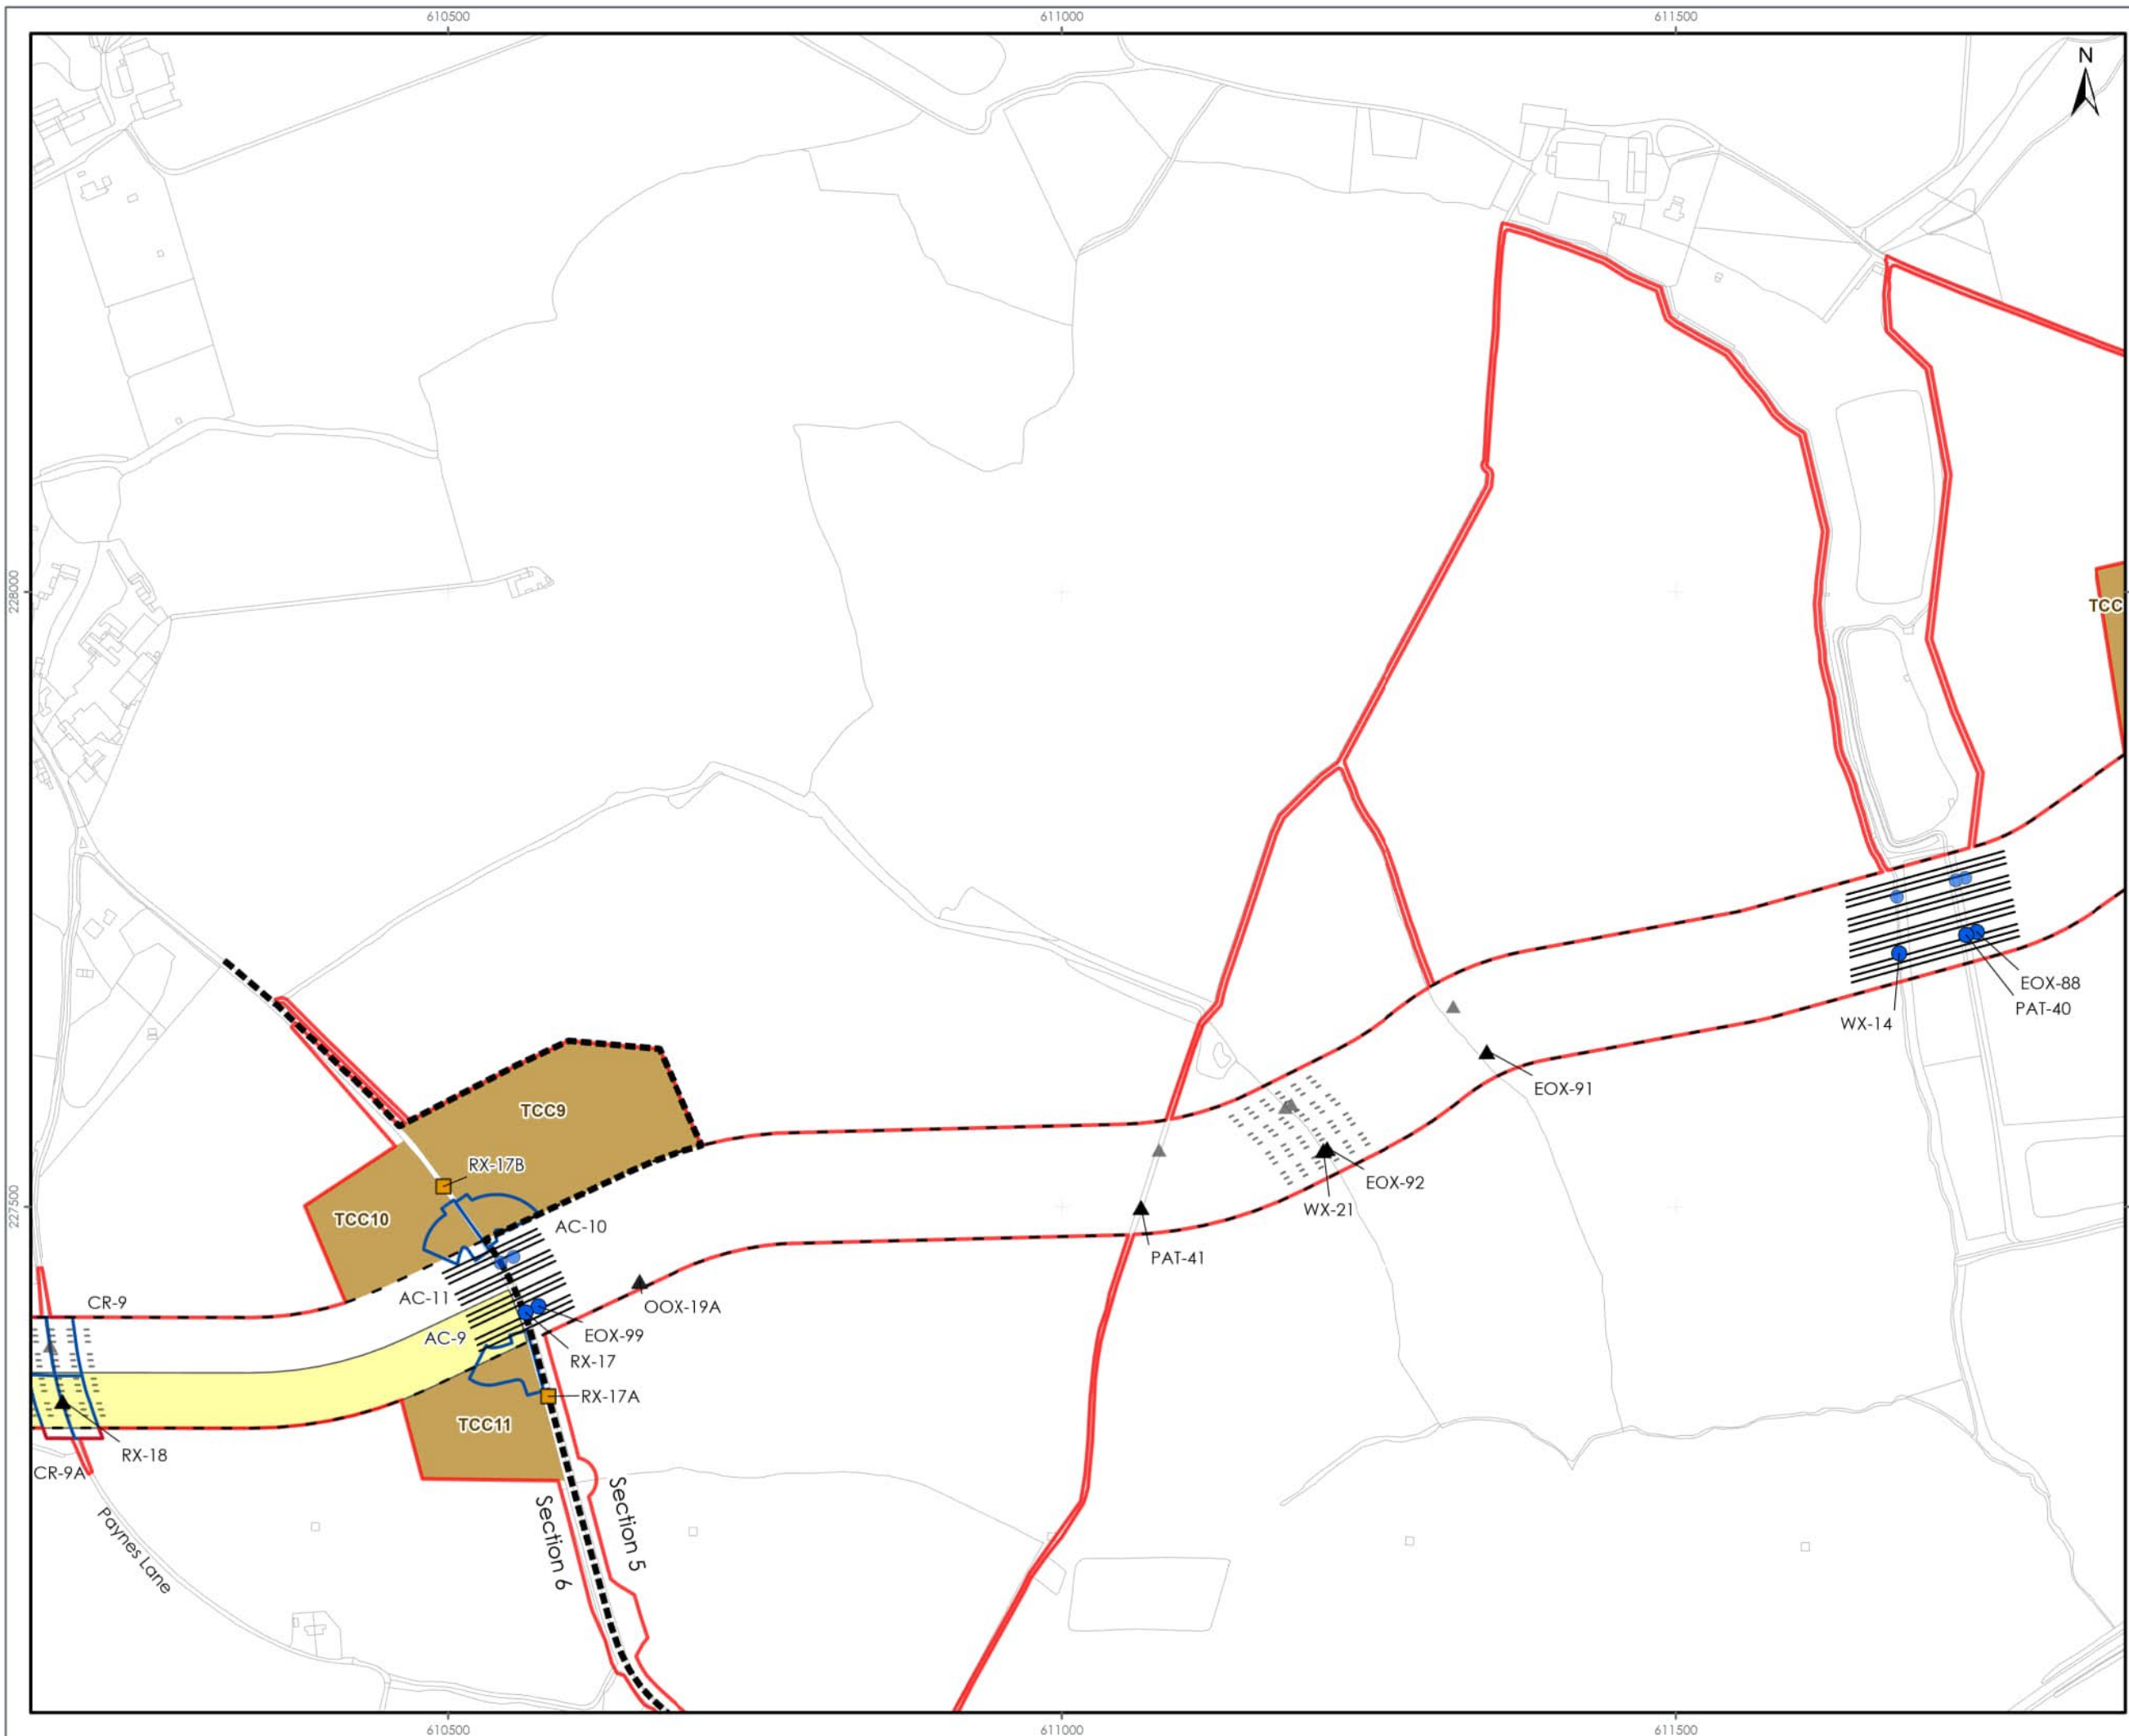 610500
611000
611500
N
228000
TCC
EOX-88
PAT-40
WX-14
EOX-91
TCC9
RX-17B
EOX-92
WX-21
227500
TCC10
AC-10
PAT-41
AC-11
CR-9
OOX-19A
EOX-99
AC-9
RX-17
RX-17A
TCC11
RX-18
CR-9A
Section 5
Section 6
Paynes Lane
610500
611000
611500